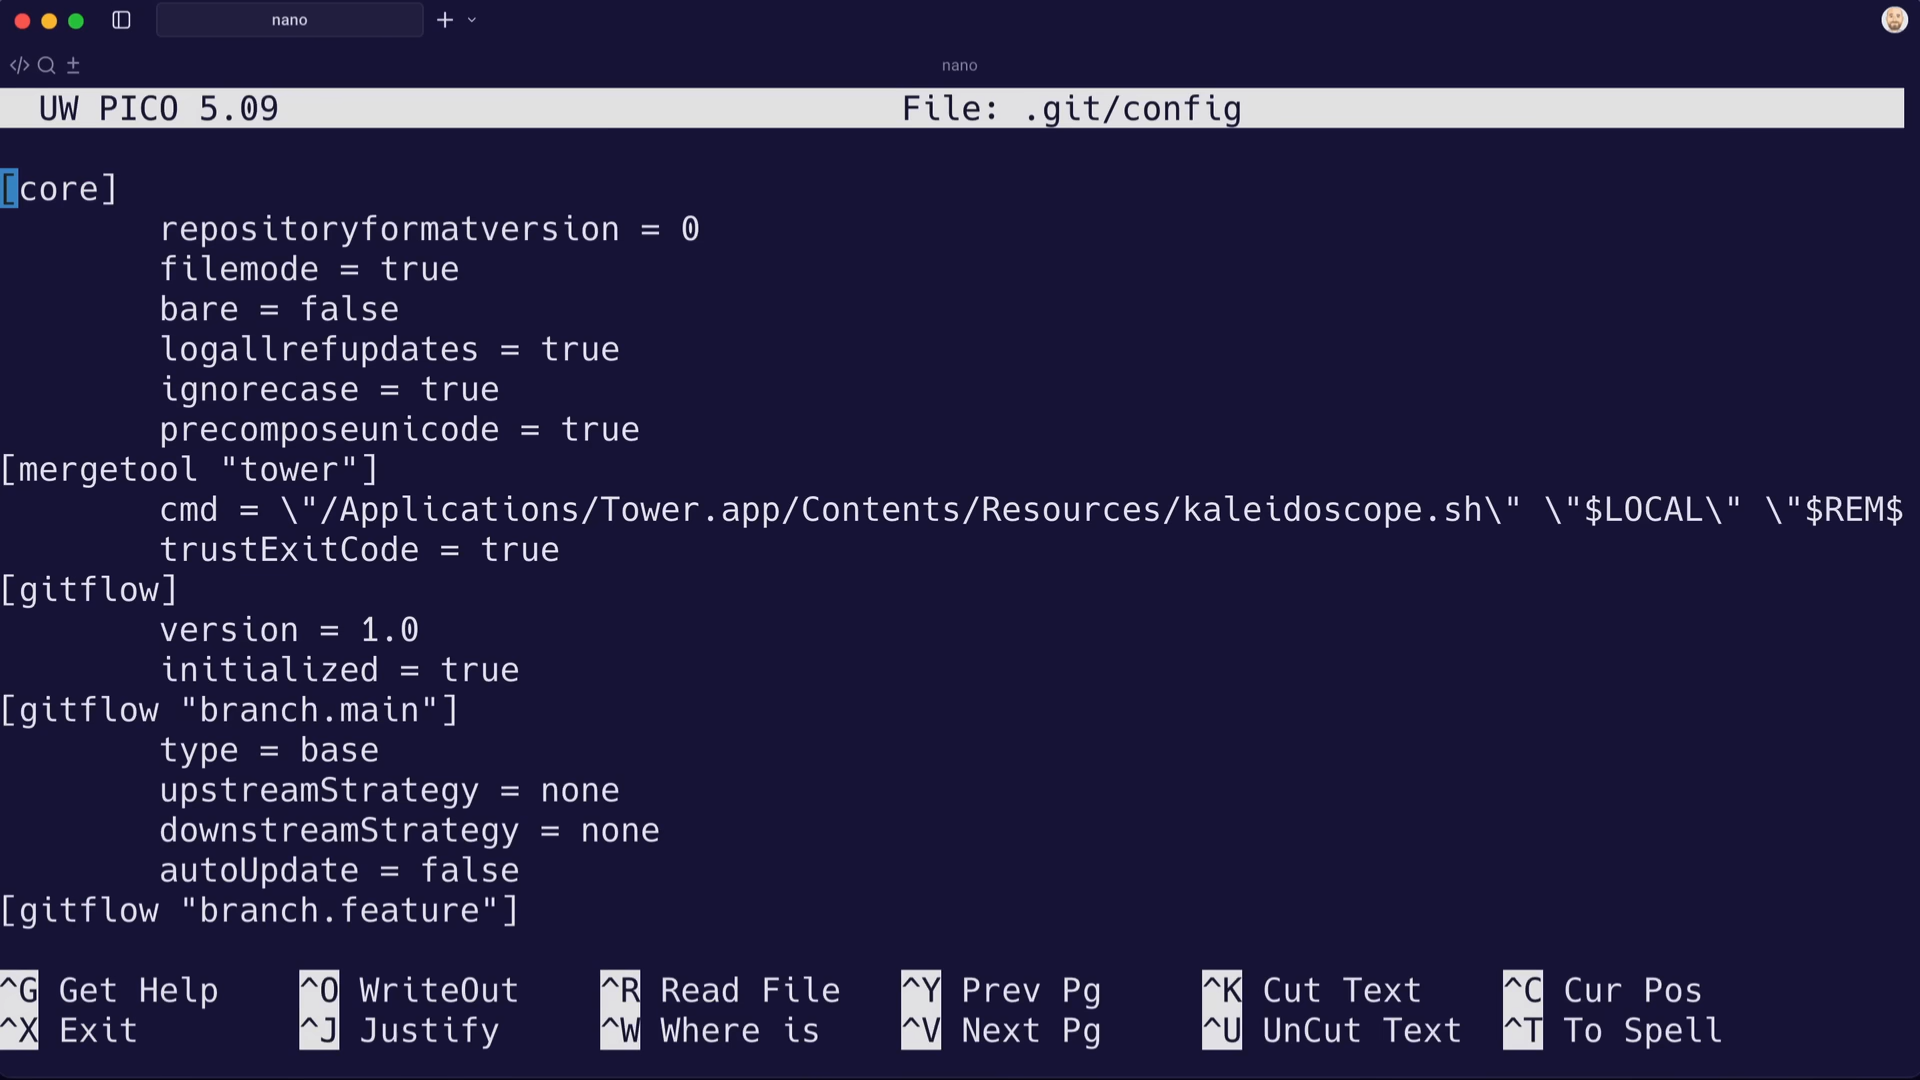 nano
nano
UW PICO 5.09 File: .git/config
[core]
repositoryformatversion = 0
filemode = true
bare = false
logallrefupdates = true
ignorecase = true
precomposeunicode = true
[mergetool "tower"]
cmd = \"/Applications/Tower.app/Contents/Resources/kaleidoscope.sh\" \"$LOCAL\" \"$REM$
trustExitCode = true
[gitflow]
version = 1.0
initialized = true
[gitflow "branch.main"]
type = base
upstreamStrategy = none
downstreamStrategy = none
autoUpdate = false
[gitflow "branch.feature"]
^G Get Help ^O WriteOut ^R Read File ^Y Prev Pg ^K Cut Text ^C Cur Pos
^X Exit ^J Justify ^W Where is ^V Next Pg ^U UnCut Text ^T To Spell